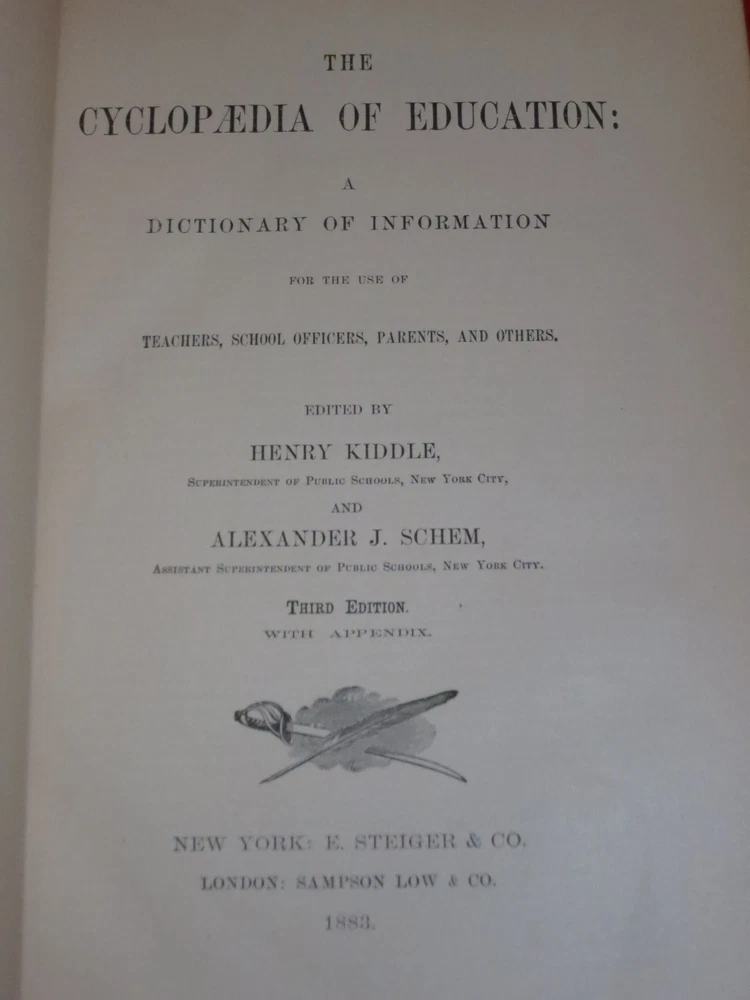 THE
CYCLOPÆDIA OF EDUCATION:
A
DICTIONARY OF INFORMATION
FOR THE USE OF
TEACHERS, SCHOOL OFFICERS, PARENTS, AND OTHERS.
EDITED BY
HENRY KIDDLE,
SUPERINTENDENT OF PUBLIC SCHOOLS, NEW YORK CITY,
AND
ALEXANDER J. SCHEM,
ASSISTANT SUPERINTENDENT OF PUBLIC SCHOOLS, NEW YORK CITY.
THIRD EDITION.
WITH APPENDIX.
NEW YORK: E. STEIGER & CO.
LONDON: SAMPSON LOW & CO.
1883.